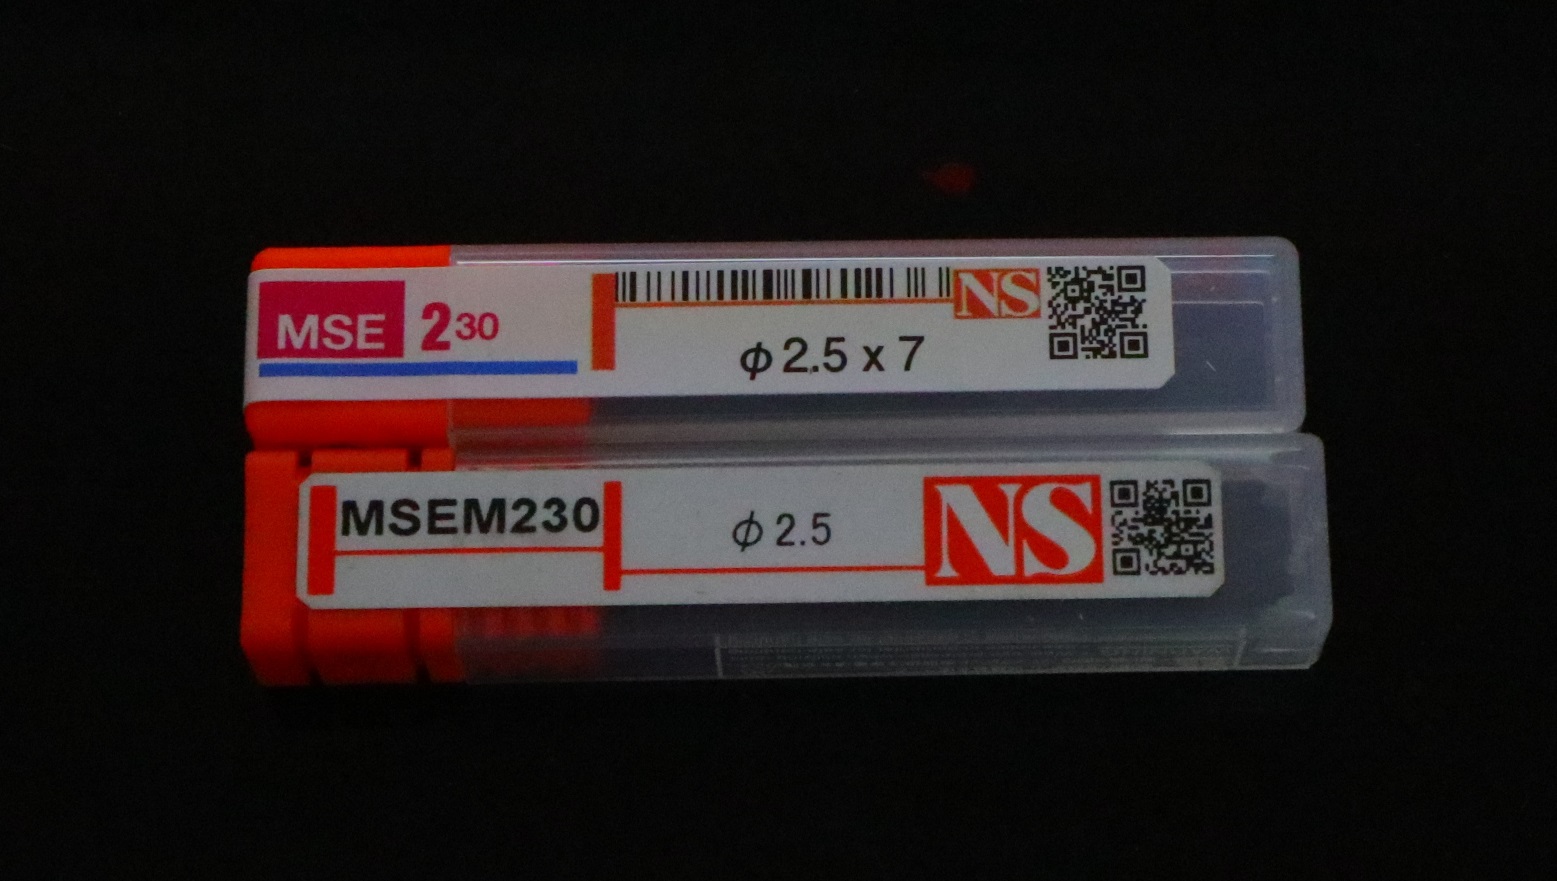 MSE 230
NS
φ2.5 x 7
MSEM230
φ2.5
NS